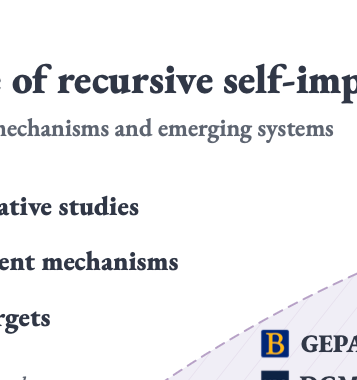 of recursive self-imp
mechanisms and emerging systems
ative studies
ent mechanisms
rgets
B GEPA